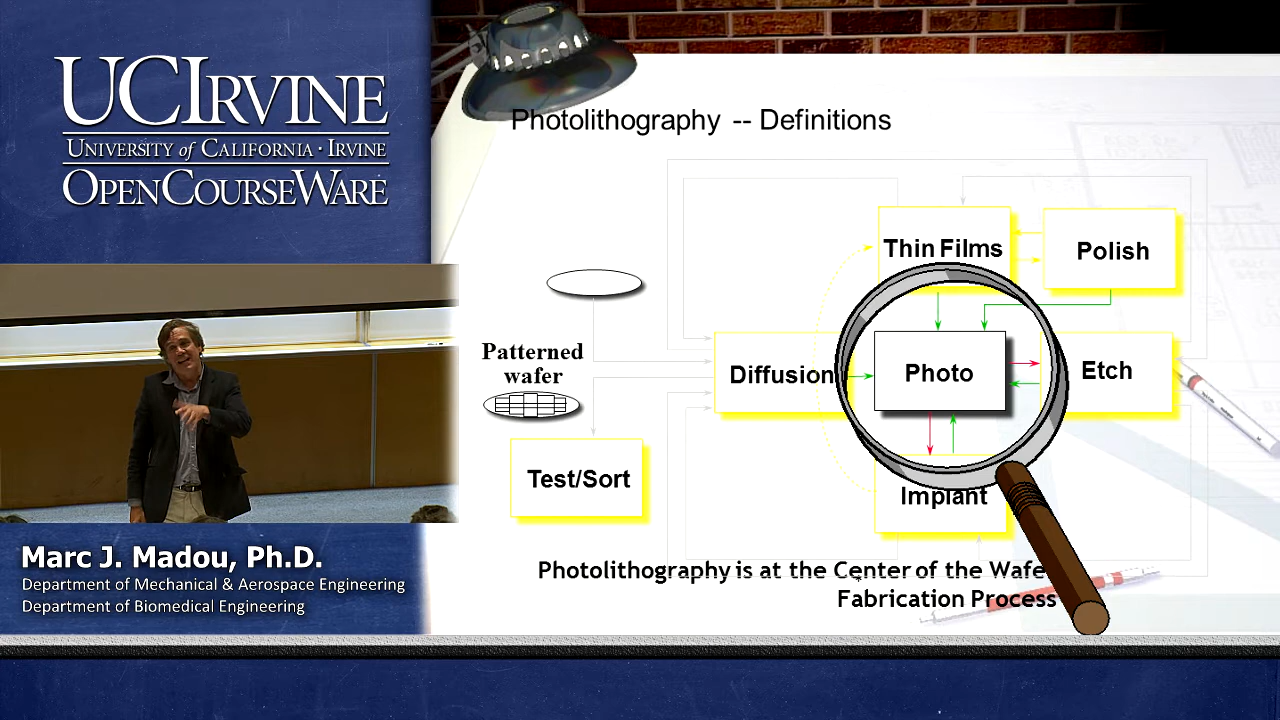 UCIRVINE
UNIVERSITY of CALIFORNIA · IRVINE
OPENCOURSEWARE
Marc J. Madou, Ph.D.
Department of Mechanical & Aerospace Engineering
Department of Biomedical Engineering
Photolithography -- Definitions
Thin Films
Polish
Patterned
wafer
Diffusion
Photo
Etch
Test/Sort
Implant
Photolithography is at the Center of the Wafe
Fabrication Process